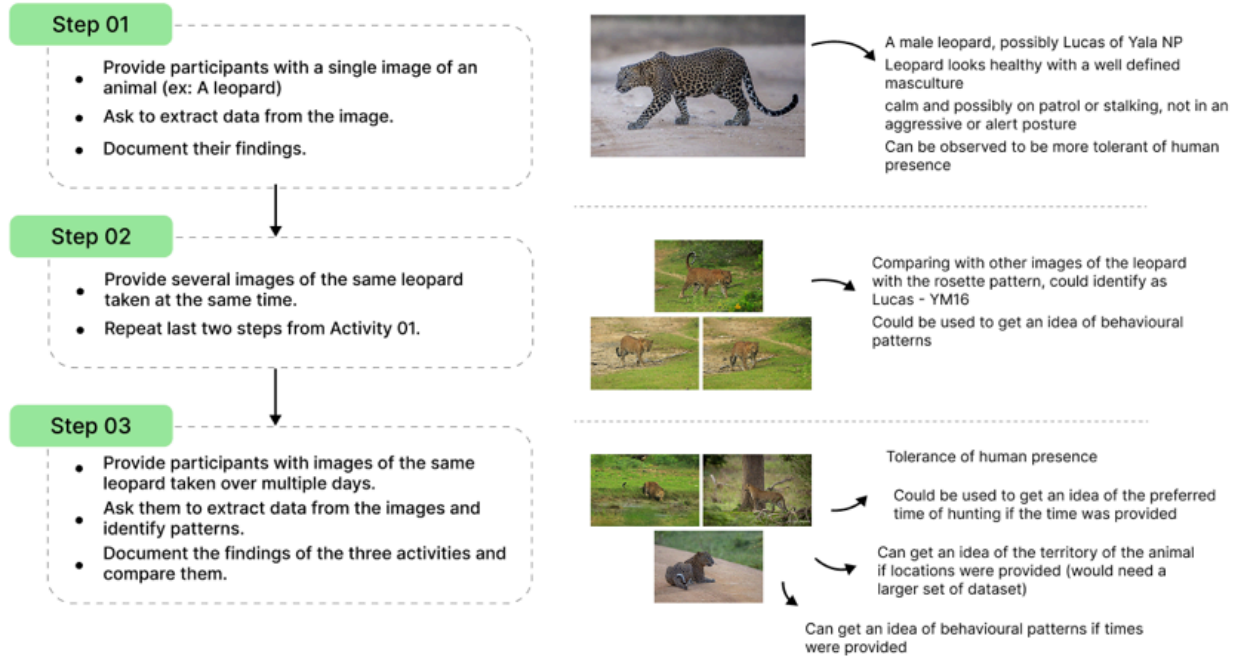 Step 01
Provide participants with a single image of an
animal (ex: A leopard)
Ask to extract data from the image.
Document their findings.
A male leopard, possibly Lucas of Yala NP
Leopard looks healthy with a well defined
masculture
calm and possibly on patrol or stalking, not in an
aggressive or alert posture
Can be observed to be more tolerant of human
presence
Step 02
Provide several images of the same leopard
taken at the same time.
Repeat last two steps from Activity 01.
Comparing with other images of the leopard
with the rosette pattern, could identify as
Lucas - YM16
Could be used to get an idea of behavioural
patterns
Step 03
Provide participants with images of the same
leopard taken over multiple days.
Ask them to extract data from the images and
identify patterns.
Document the findings of the three activities and
compare them.
Tolerance of human presence
Could be used to get an idea of the preferred
time of hunting if the time was provided
Can get an idea of the territory of the animal
if locations were provided (would need a
larger set of dataset)
Can get an idea of behavioural patterns if times
were provided